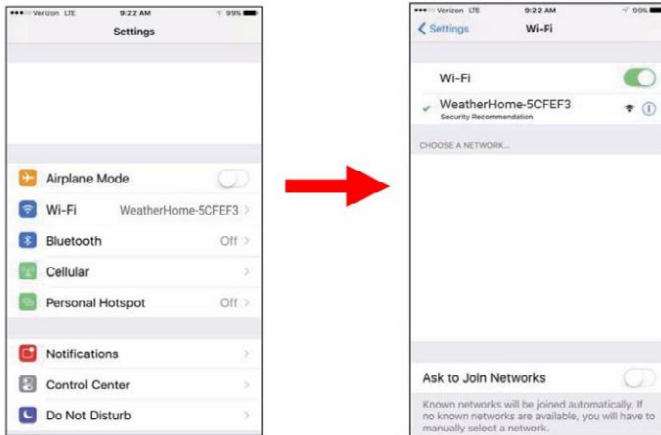 Verizon LTE 9:22 AM 99%
Settings
Airplane Mode
Wi-Fi WeatherHome-5CFEF3
Bluetooth Off
Cellular
Personal Hotspot Off
Notifications
Control Center
Do Not Disturb
Verizon LTE 9:22 AM 99%
Settings Wi-Fi
Wi-Fi
WeatherHome-5CFEF3
Security Recommendation
CHOOSE A NETWORK...
Ask to Join Networks
Known networks will be joined automatically. If
no known networks are available, you will have to
manually select a network.